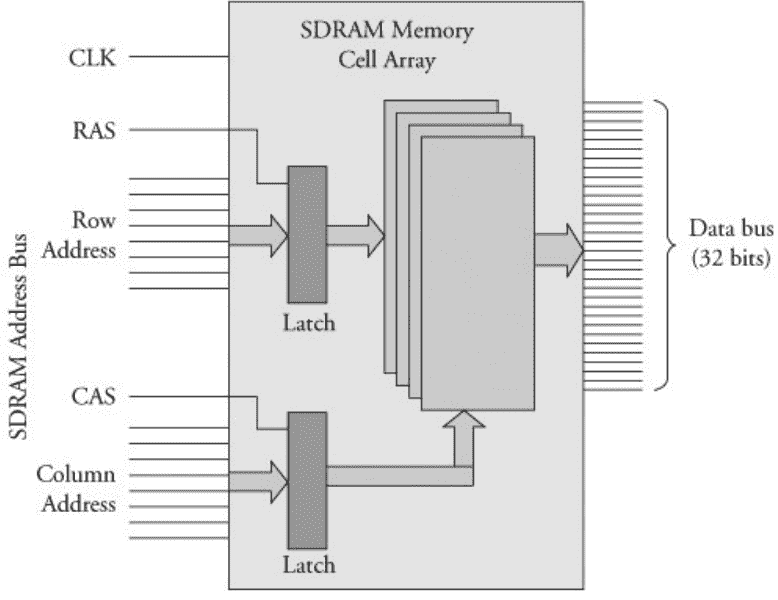 SDRAM Memory
Cell Array
CLK
RAS
Row
Address
Latch
SDRAM Address Bus
CAS
Column
Address
Latch
Data bus
(32 bits)